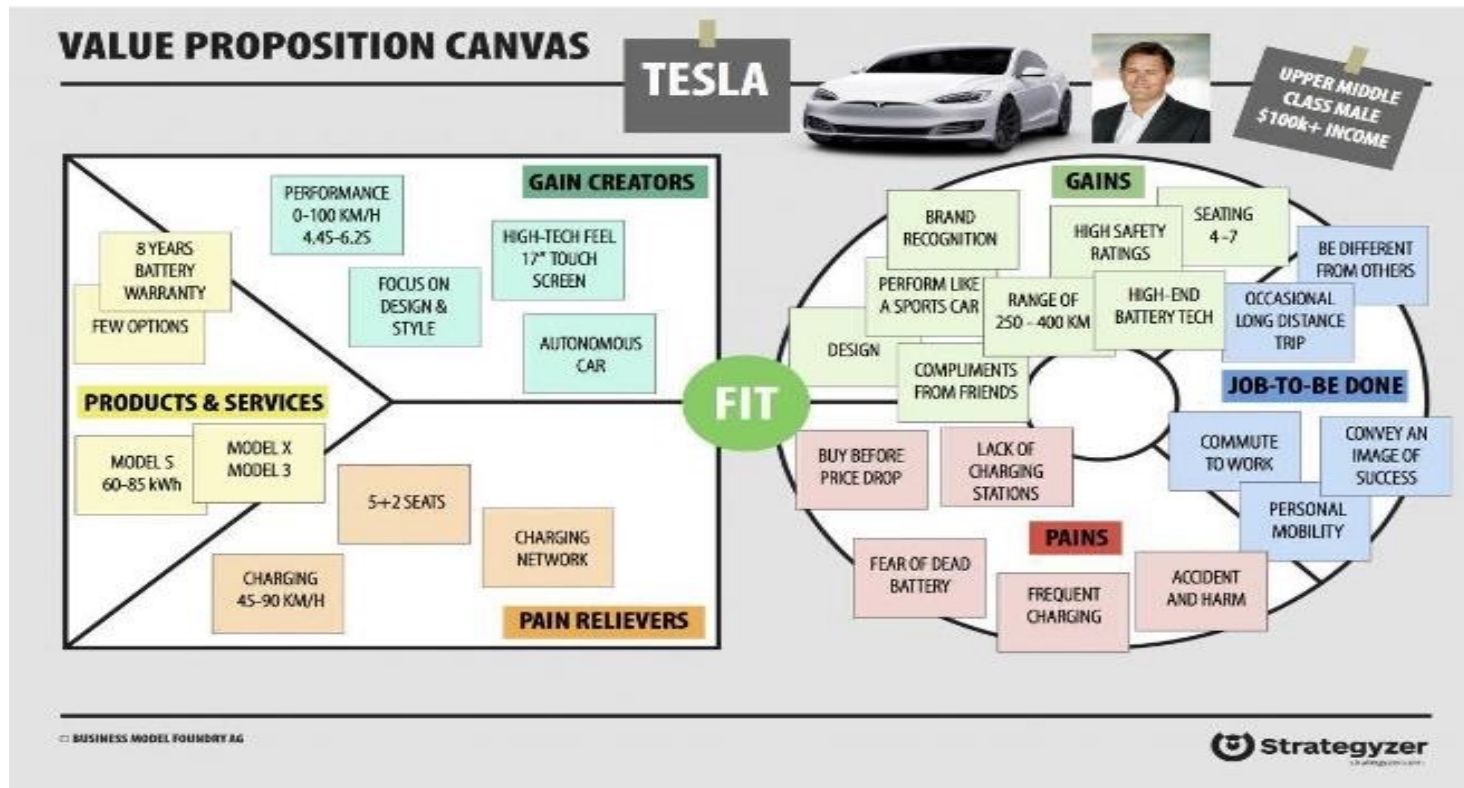 VALUE PROPOSITION CANVAS
TESLA
UPPER MIDDLE
CLASS MALE
$100k+ INCOME
GAIN CREATORS
PERFORMANCE
0-100 KM/H
4.45-6.25
HIGH-TECH FEEL
17" TOUCH
SCREEN
FOCUS ON
DESIGN &
STYLE
AUTONOMOUS
CAR
8 YEARS
BATTERY
WARRANTY
FEW OPTIONS
PRODUCTS & SERVICES
MODEL S
60-85 kWh
MODEL X
MODEL 3
5+2 SEATS
CHARGING
NETWORK
CHARGING
45-90 KM/H
PAIN RELIEVERS
FIT
GAINS
BRAND
RECOGNITION
HIGH SAFETY
RATINGS
SEATING
4-7
PERFORM LIKE
A SPORTS CAR
RANGE OF
250 - 400 KM
HIGH-END
BATTERY TECH
DESIGN
COMPLIMENTS
FROM FRIENDS
BE DIFFERENT
FROM OTHERS
OCCASIONAL
LONG DISTANCE
TRIP
JOB-TO-BE DONE
COMMUTE
TO WORK
CONVEY AN
IMAGE OF
SUCCESS
PERSONAL
MOBILITY
BUY BEFORE
PRICE DROP
LACK OF
CHARGING
STATIONS
PAINS
FEAR OF DEAD
BATTERY
FREQUENT
CHARGING
ACCIDENT
AND HARM
BUSINESS MODEL FOUNDRY AG
Strategyzer
strategyzer.com